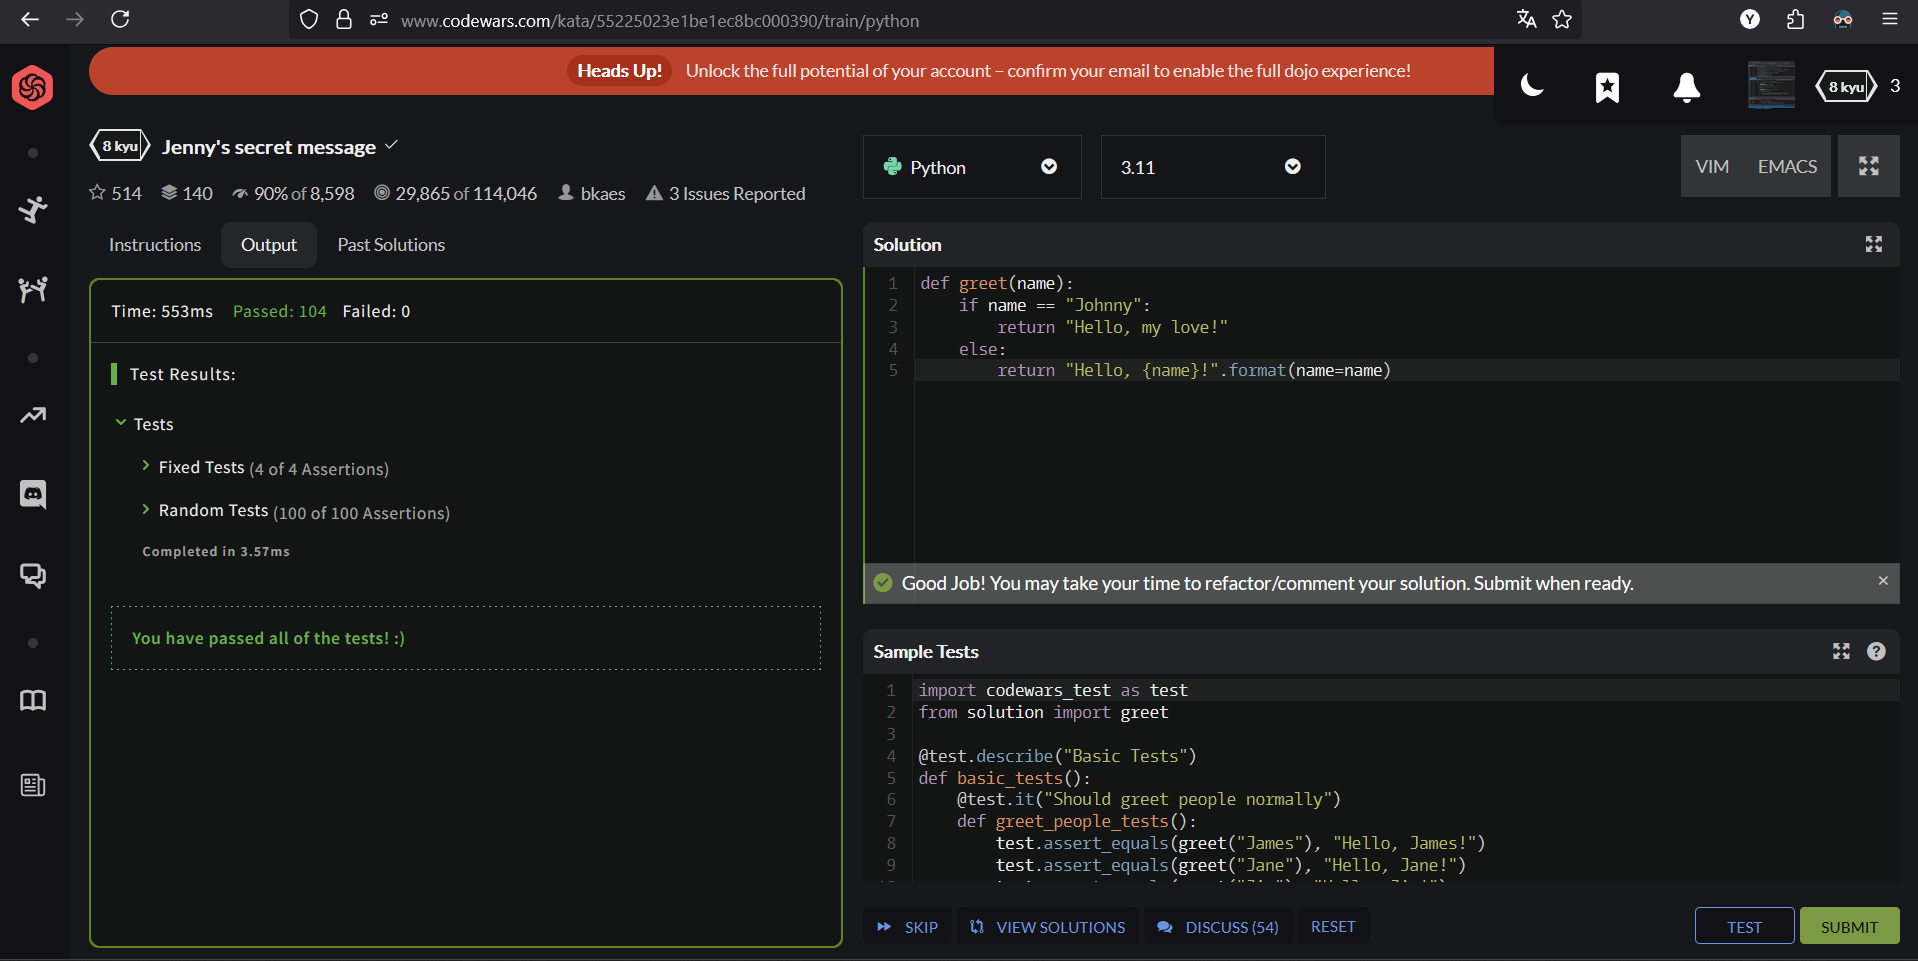 www.codewars.com/kata/55225023e1be1ec8bc000390/train/python
Y
Heads Up! Unlock the full potential of your account – confirm your email to enable the full dojo experience!
8 kyu 3
8 kyu Jenny's secret message
514 140 90% of 8,598 29,865 of 114,046 bkaes 3 Issues Reported
Instructions Output Past Solutions
Time: 553ms Passed: 104 Failed: 0
Test Results:
Tests
Fixed Tests (4 of 4 Assertions)
Random Tests (100 of 100 Assertions)
Completed in 3.57ms
You have passed all of the tests! :)
Python 3.11 VIM EMACS
Solution
1 def greet(name):
2 if name == "Johnny":
3 return "Hello, my love!"
4 else:
5 return "Hello, {name}!".format(name=name)
Good Job! You may take your time to refactor/comment your solution. Submit when ready. ×
Sample Tests ?
1 import codewars_test as test
2 from solution import greet
3
4 @test.describe("Basic Tests")
5 def basic_tests():
6 @test.it("Should greet people normally")
7 def greet_people_tests():
8 test.assert_equals(greet("James"), "Hello, James!")
9 test.assert_equals(greet("Jane"), "Hello, Jane!")
SKIP VIEW SOLUTIONS DISCUSS (54) RESET TEST SUBMIT